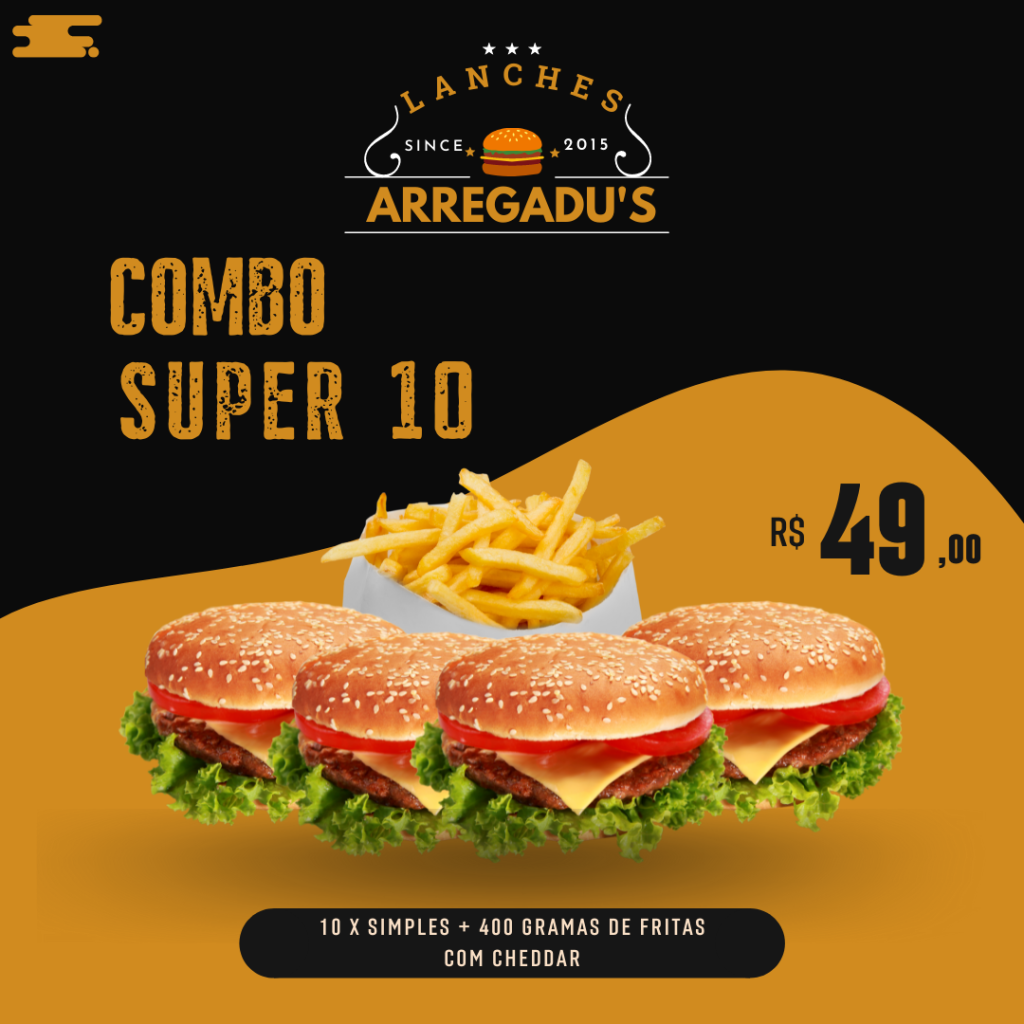 LANCHES
SINCE 2015
ARREGADU'S
COMBO
SUPER 10
R$ 49,00
10 X SIMPLES + 400 GRAMAS DE FRITAS
COM CHEDDAR